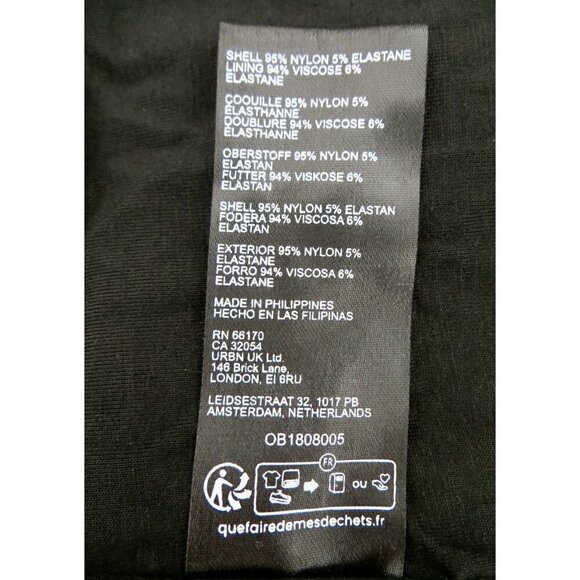 SHELL 95% NYLON 5% ELASTANE
LINING 94% VISCOSE 6%
ELASTANE
COOUILLE 95% NYLON 5%
ÉLASTHANNE
DOUBLURE 94% VISCOSE 6%
ÉLASTHANNE
OBERSTOFF 95% NYLON 5%
ELASTAN
FUTTER 94% VISKOSE 6%
ELASTAN
SHELL 95% NYLON 5% ELASTAN
FODERA 94% VISCOSA 6%
ELASTAN
EXTERIOR 95% NYLON 5%
ELASTANE
FORRO 94% VISCOSA 6%
ELASTANE
MADE IN PHILIPPINES
HECHO EN LAS FILIPINAS
RN 66170
CA 32054
URBN UK Ltd.
146 Brick Lane,
LONDON, EI 6RU
LEIDSESTRAAT 32, 1017 PB
AMSTERDAM, NETHERLANDS
OB1808005
FR
ou
quefairedemesdechets.fr